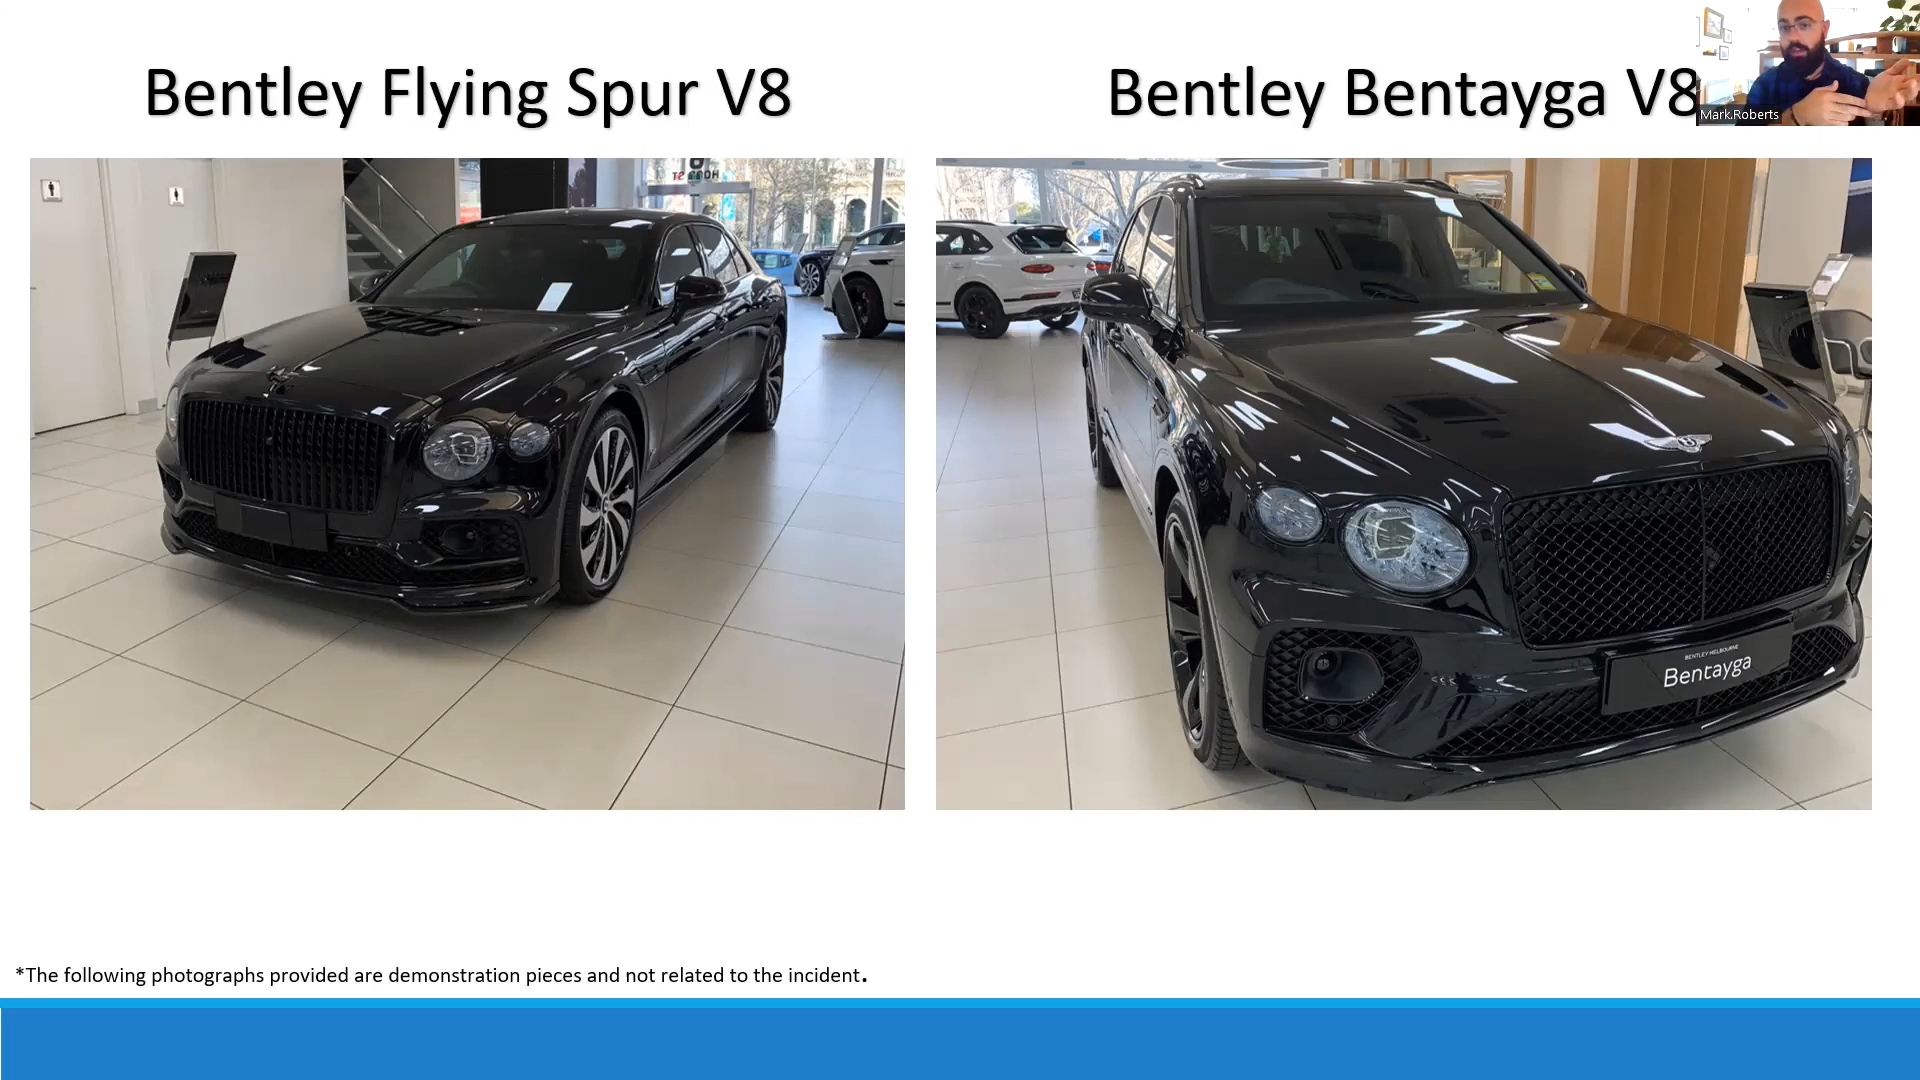 Bentley Flying Spur V8
Bentley Bentayga V8
Mark.Roberts
BENTLEY MELBOURNE
Bentayga
*The following photographs provided are demonstration pieces and not related to the incident.